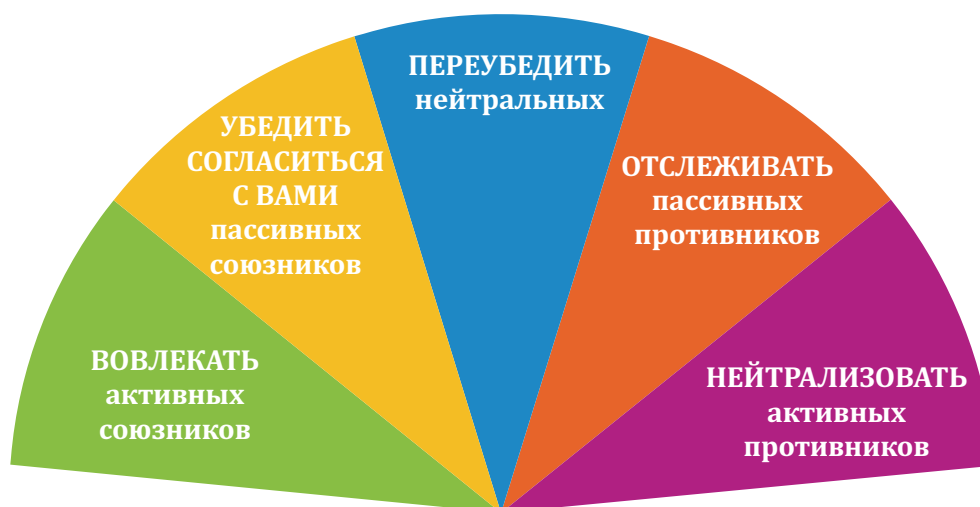 ВОВЛЕКАТЬ
активных
союзников
УБЕДИТЬ
СОГЛАСИТЬСЯ
С ВАМИ
пассивных
союзников
ПЕРЕУБЕДИТЬ
нейтральных
ОТСЛЕЖИВАТЬ
пассивных
противников
НЕЙТРАЛИЗОВАТЬ
активных
противников